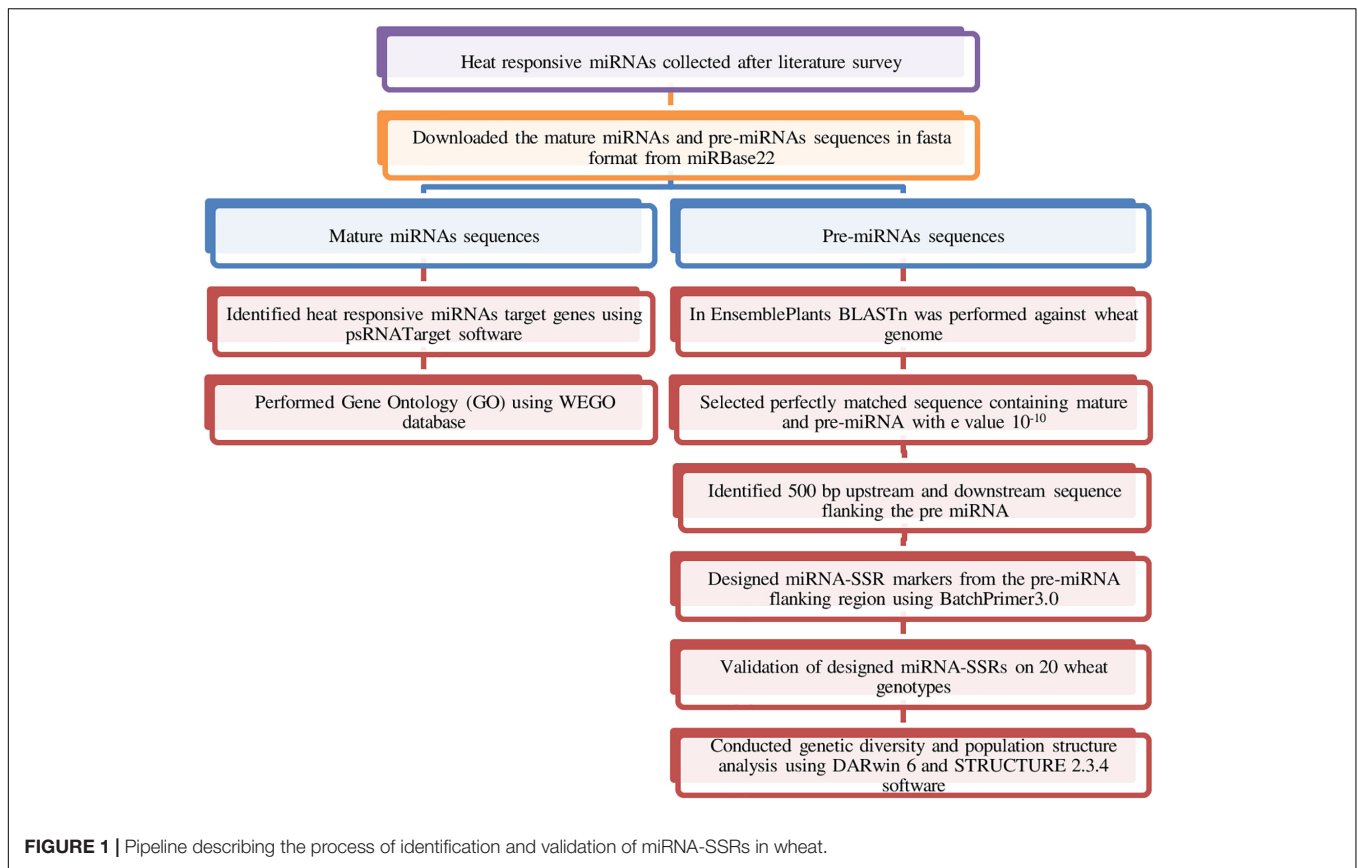 Heat responsive miRNAs collected after literature survey
Downloaded the mature miRNAs and pre-miRNAs sequences in fasta
format from miRBase22
Mature miRNAs sequences
Identified heat responsive miRNAs target genes using
psRNATarget software
Performed Gene Ontology (GO) using WEGO
database
Pre-miRNAs sequences
In EnsemblePlants BLASTn was performed against wheat
genome
Selected perfectly matched sequence containing mature
and pre-miRNA with e value 10⁻¹⁰
Identified 500 bp upstream and downstream sequence
flanking the pre miRNA
Designed miRNA-SSR markers from the pre-miRNA
flanking region using BatchPrimer3.0
Validation of designed miRNA-SSRs on 20 wheat
genotypes
Conducted genetic diversity and population structure
analysis using DARwin 6 and STRUCTURE 2.3.4
software
FIGURE 1 | Pipeline describing the process of identification and validation of miRNA-SSRs in wheat.